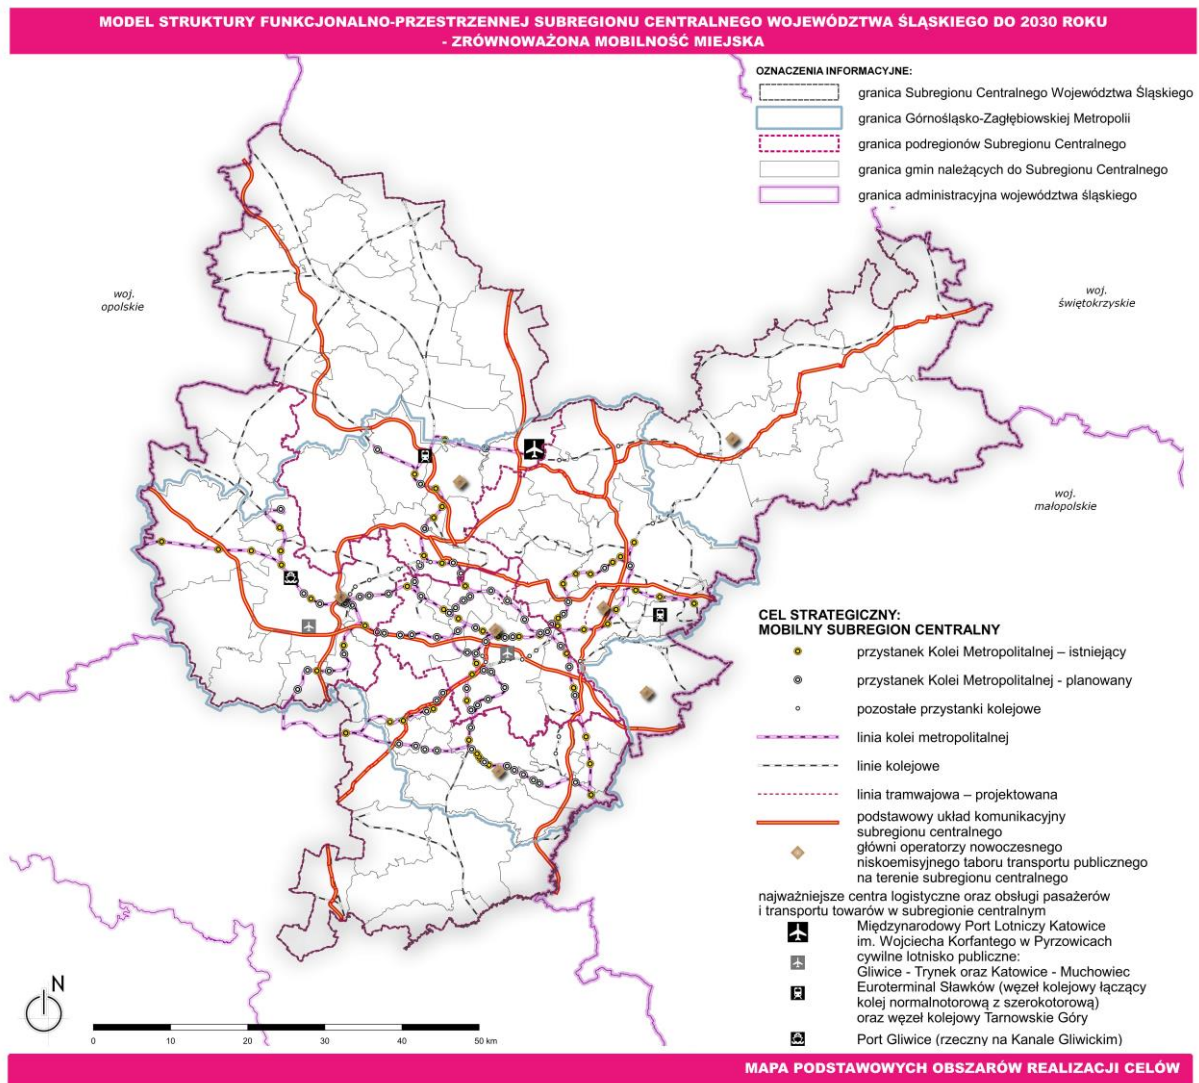 MODEL STRUKTURY FUNKCJONALNO-PRZESTRZENNEJ SUBREGIONU CENTRALNEGO WOJEWÓDZTWA ŚLĄSKIEGO DO 2030 ROKU
- ZRÓWNOWAŻONA MOBILNOŚĆ MIEJSKA
OZNACZENIA INFORMACYJNE:
granica Subregionu Centralnego Województwa Śląskiego
granica Górnośląsko-Zagłębiowskiej Metropolii
granica podregionów Subregionu Centralnego
granica gmin należących do Subregionu Centralnego
granica administracyjna województwa śląskiego
woj.
opolskie
woj.
świętokrzyskie
woj.
małopolskie
CEL STRATEGICZNY:
MOBILNY SUBREGION CENTRALNY
przystanek Kolei Metropolitalnej – istniejący
przystanek Kolei Metropolitalnej - planowany
pozostałe przystanki kolejowe
linia kolei metropolitalnej
linie kolejowe
linia tramwajowa – projektowana
podstawowy układ komunikacyjny
subregionu centralnego
główni operatorzy nowoczesnego
niskoemisyjnego taboru transportu publicznego
na terenie subregionu centralnego
najważniejsze centra logistyczne oraz obsługi pasażerów
i transportu towarów w subregionie centralnym
Międzynarodowy Port Lotniczy Katowice
im. Wojciecha Korfantego w Pyrzowicach
cywilne lotnisko publiczne:
Gliwice - Trynek oraz Katowice - Muchowiec
Euroterminal Sławków (węzeł kolejowy łączący
kolej normalnotorową z szerokotorową)
oraz węzeł kolejowy Tarnowskie Góry
Port Gliwice (rzeczny na Kanale Gliwickim)
N
0 10 20 30 40 50 km
MAPA PODSTAWOWYCH OBSZARÓW REALIZACJI CELÓW